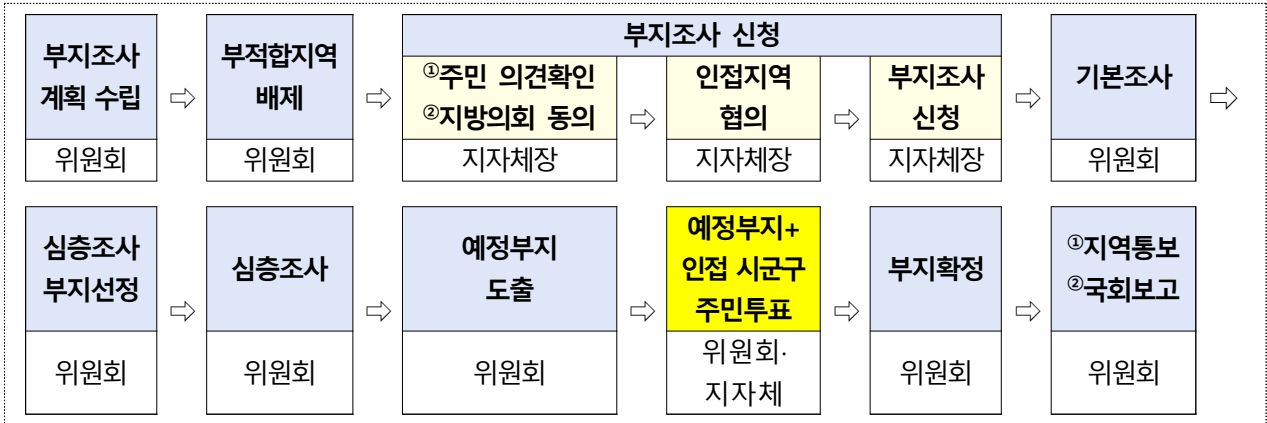 부지조사
계획 수립
⇨
부적합지역
배제
⇨
부지조사 신청
①주민 의견확인
②지방의회 동의
⇨
인접지역
협의
⇨
부지조사
신청
⇨
기본조사
⇨
위원회
위원회
지자체장
지자체장
지자체장
위원회
심층조사
부지선정
⇨
심층조사
⇨
예정부지
도출
⇨
예정부지+
인접 시군구
주민투표
⇨
부지확정
⇨
①지역통보
②국회보고
위원회
위원회
위원회
위원회·
지자체
위원회
위원회